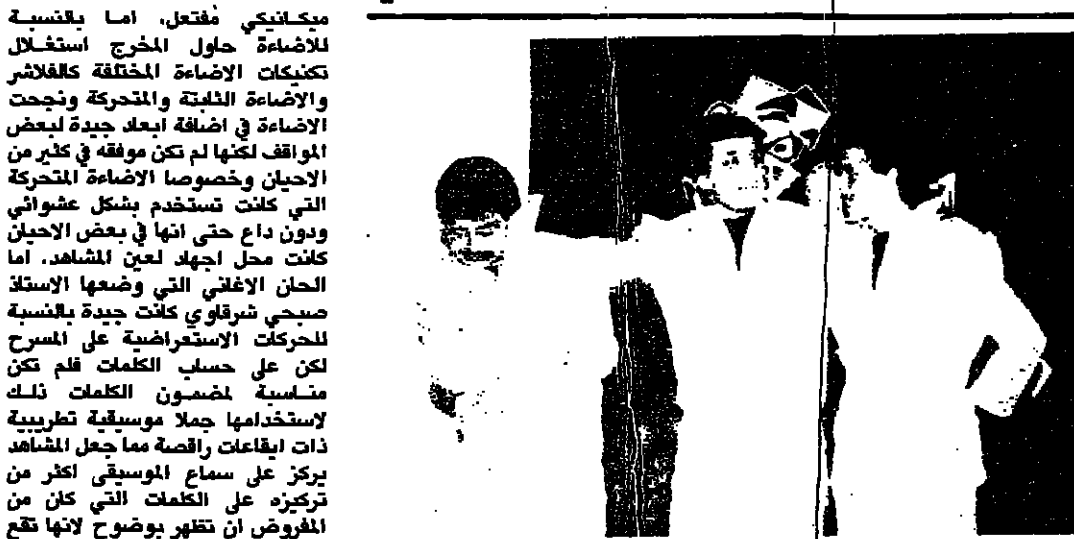 ميكانيكي مفتعل، اما بالنسبة
للاضاءة حاول المخرج استغلال
تكنيكات الاضاءة المختلفة كالفلاشر
والاضاءة الثابتة والمتحركة ونجحت
الاضاءة في اضافة ابعاد جيدة لبعض
المواقف لكنها لم تكن موفقه في كثير من
الاحيان وخصوصا الاضاءة المتحركة
التي كانت تستخدم بشكل عشوائي
ودون داع حتى انها في بعض الاحيان
كانت محل اجهاد لعين المشاهد. اما
الحان الاغاني التي وضعها الاستاذ
صبحي شرقاوي كانت جيدة بالنسبة
للحركات الاستعراضية على المسرح
لكن على حساب الكلمات فلم تكن
مناسبة لمضمون الكلمات ذلك
لاستخدامها جملا موسيقية تطريبية
ذات ايقاعات راقصة مما جعل المشاهد
يركز على سماع الموسيقى اكثر من
تركيزه على الكلمات التي كان من
المفروض ان تظهر بوضوح لانها تقع